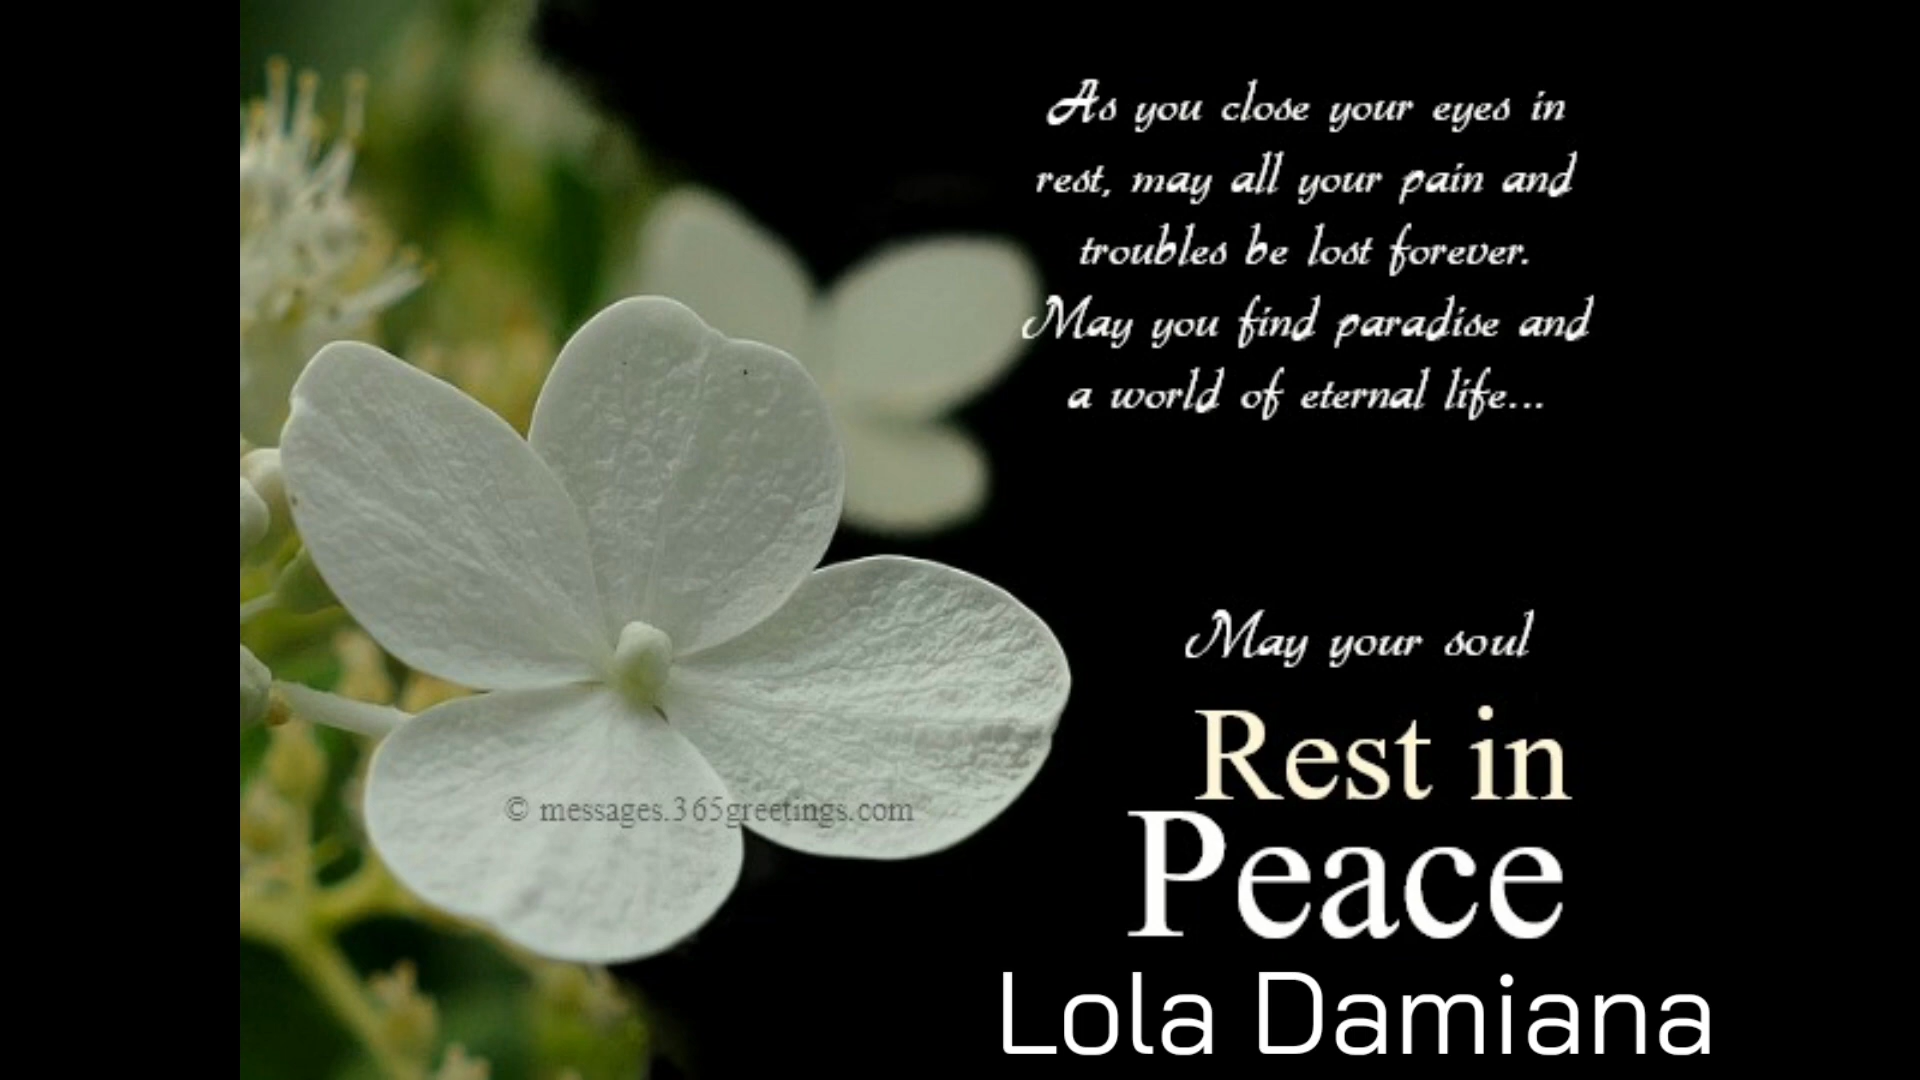 As you close your eyes in
rest, may all your pain and
troubles be lost forever.
May you find paradise and
a world of eternal life...
May your soul
Rest in
Peace
© messages.365greetings.com
Lola Damiana